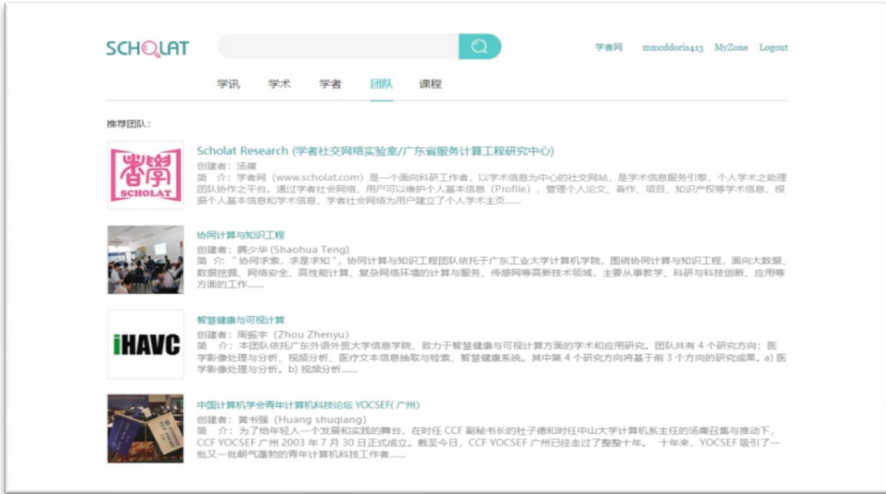 SCHOLAT
学者网 mmoddoris413 MyZone Logout
学讯 学术 学者 团队 课程
推荐团队：
SCHOLAT
Scholat Research (学者社交网络实验室/广东省服务计算工程研究中心)
创建者：汤庸
简 介：学者网（www.scholat.com）是一个面向科研工作者，以学术信息为中心的社交网站，是学术信息服务引擎，个人学术之助理
团队协作之平台。通过学者社会网络，用户可以维护个人基本信息（Profile），管理个人论文、著作、项目、知识产权等学术信息，根
据个人基本信息和学术信息，学者社会网络为用户建立了个人学术主页......
协同计算与知识工程
创建者：滕少华 (Shaohua Teng)
简 介：“协同求索，求是求知”，协同计算与知识工程团队依托于广东工业大学计算机学院，围绕协同计算与知识工程，面向大数据、
数据挖掘、网络安全、高性能计算、复杂网络环境的计算与服务、传感网等高新技术领域，主要从事教学、科研与科技创新、应用等
方面的工作......
iHAVC
智慧健康与可视计算
创建者：周振宇（Zhou Zhenyu）
简 介：本团队依托广东外语外贸大学信息学院，致力于智慧健康与可视计算方面的学术和应用研究。团队共有 4 个研究方向：医
学影像处理与分析、视频分析、医疗文本信息抽取与检索、智慧健康系统。其中第 4 个研究方向将基于前 3 个方向的研究成果。a) 医
学影像处理与分析。b) 视频分析......
中国计算机学会青年计算机科技论坛 YOCSEF( 广州)
创建者：黄书强（Huang shuqiang）
简 介：为了给年轻人一个发展和实践的舞台，在时任 CCF 副秘书长的杜子德和时任中山大学计算机系主任的汤庸召集与推动下，
CCF YOCSEF 广州 2003 年 7 月 30 日正式成立。截至今日，CCF YOCSEF 广州已经走过了整整十年。 十年来，YOCSEF 吸引了一
批又一批朝气蓬勃的青年计算机科技工作者......